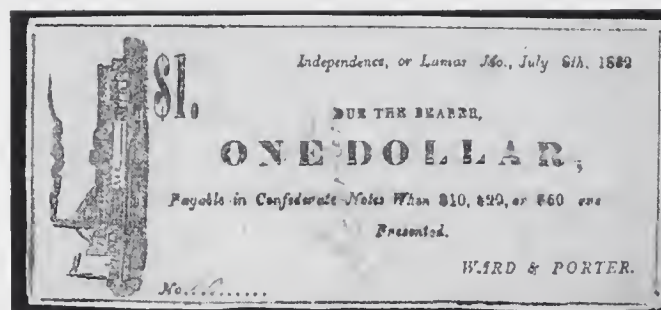 $1.
Independence, or Lamar Mo., July 8th, 1862
DUE THE BEARER,
ONE DOLLAR,
Payable in Confederate Notes When $10, $20, or $50 are
Presented.
WARD & PORTER.
No.